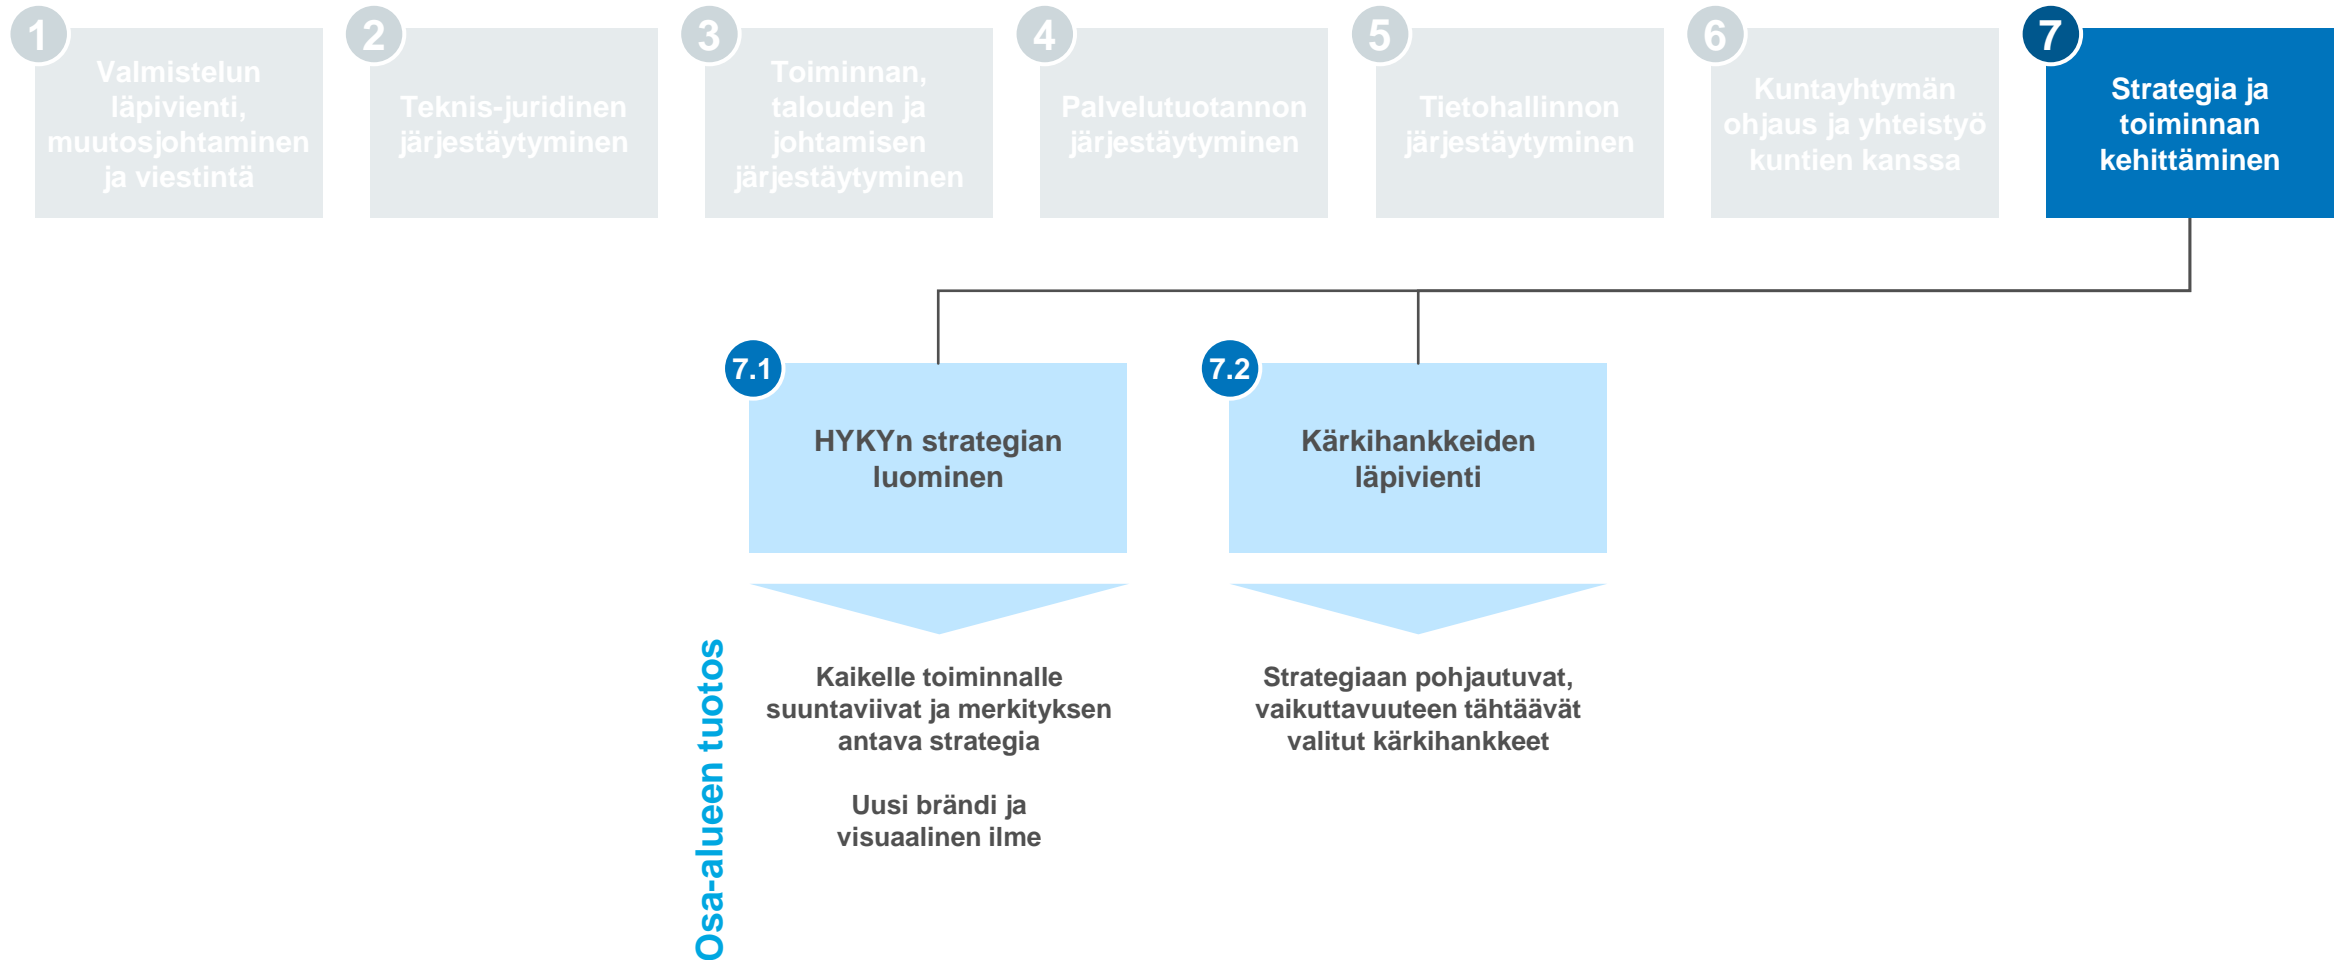 1
Valmistelun
läpivienti,
muutosjohtaminen
ja viestintä
2
Teknis-juridinen
järjestäytyminen
3
Toiminnan,
talouden ja
johtamisen
järjestäytyminen
4
Palvelutuotannon
järjestäytyminen
5
Tietohallinnon
järjestäytyminen
6
Kuntayhtymän
ohjaus ja yhteistyö
kuntien kanssa
7
Strategia ja
toiminnan
kehittäminen
7.1
HYKYn strategian
luominen
7.2
Kärkihankkeiden
läpivienti
Osa-alueen tuotos
Kaikelle toiminnalle
suuntaviivat ja merkityksen
antava strategia
Uusi brändi ja
visuaalinen ilme
Strategiaan pohjautuvat,
vaikuttavuuteen tähtäävät
valitut kärkihankkeet